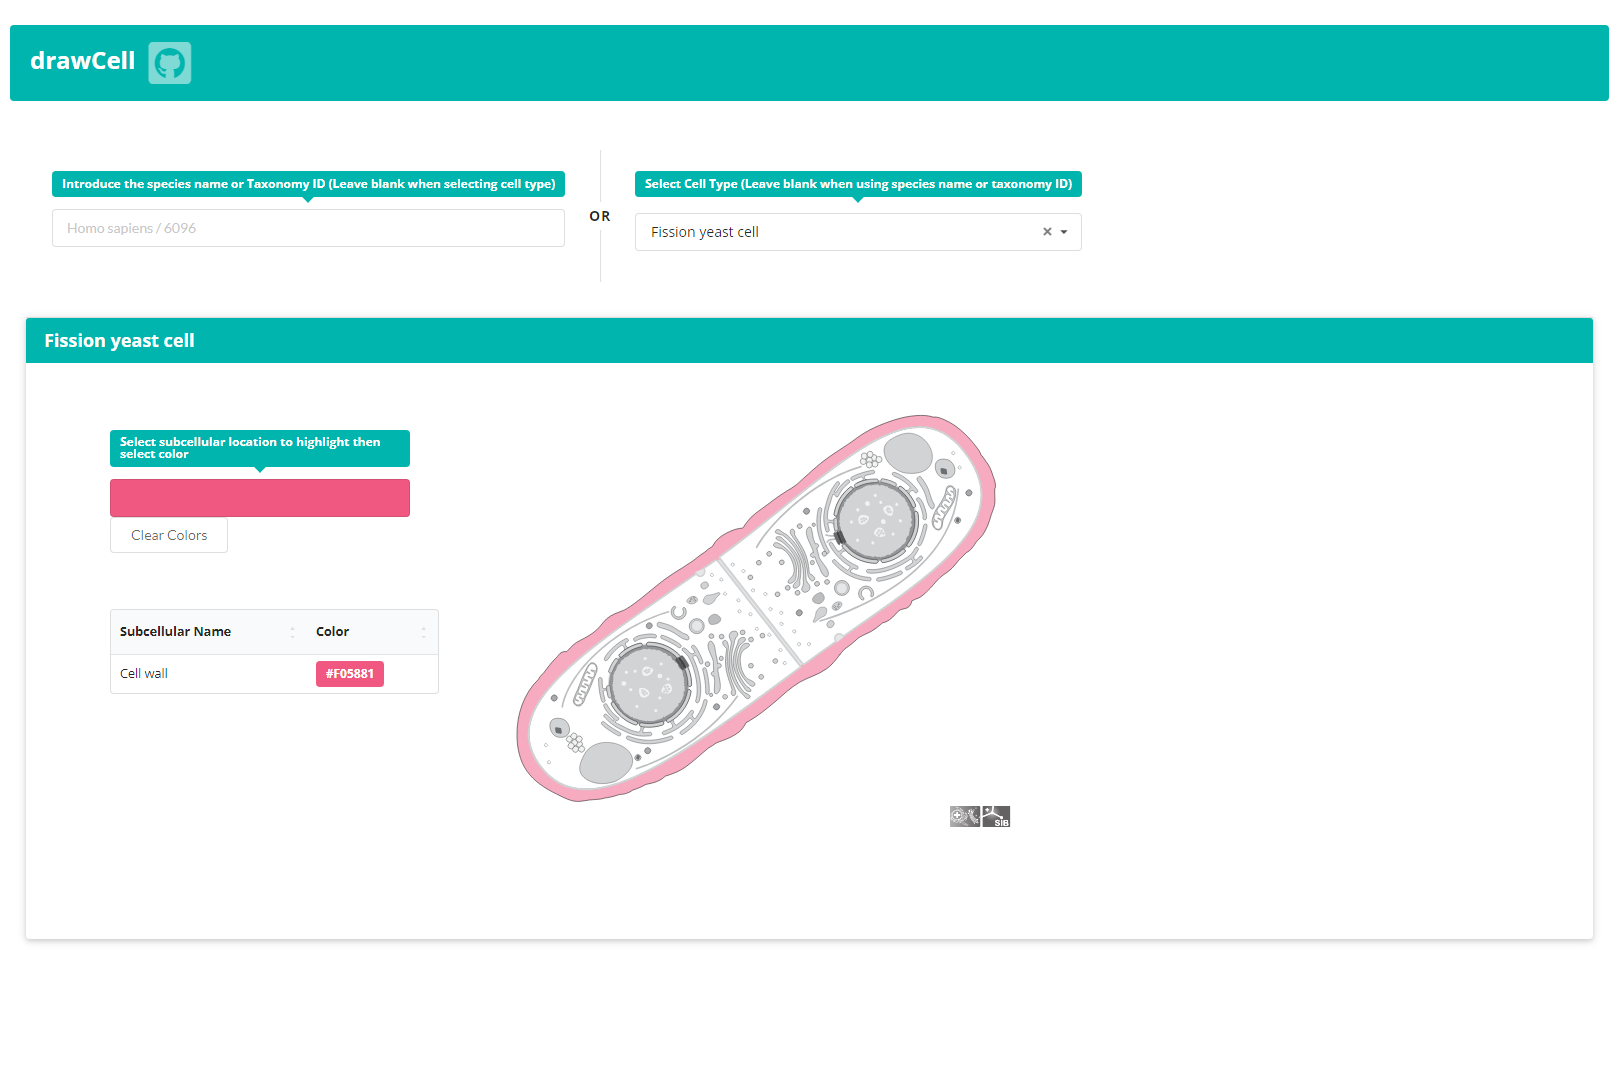 drawCell
Introduce the species name or Taxonomy ID (Leave blank when selecting cell type)
Homo sapiens / 6096
OR
Select Cell Type (Leave blank when using species name or taxonomy ID)
Fission yeast cell
Fission yeast cell
Select subcellular location to highlight then
select color
Clear Colors
Subcellular Name
Color
Cell wall
#F05881
SIB